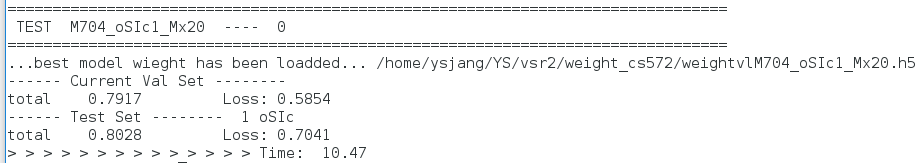 ================================================================================
TEST  M704_oSIc1_Mx20  ----  0
================================================================================
...best model wieght has been loadded... /home/ysjang/YS/vsr2/weight_cs572/weightvlM704_oSIc1_Mx20.h5
------ Current Val Set --------
total    0.7917         Loss: 0.5854
------ Test Set --------  1 oSIc
total    0.8028         Loss: 0.7041
> > > > > > > > > > > > > > Time:  10.47